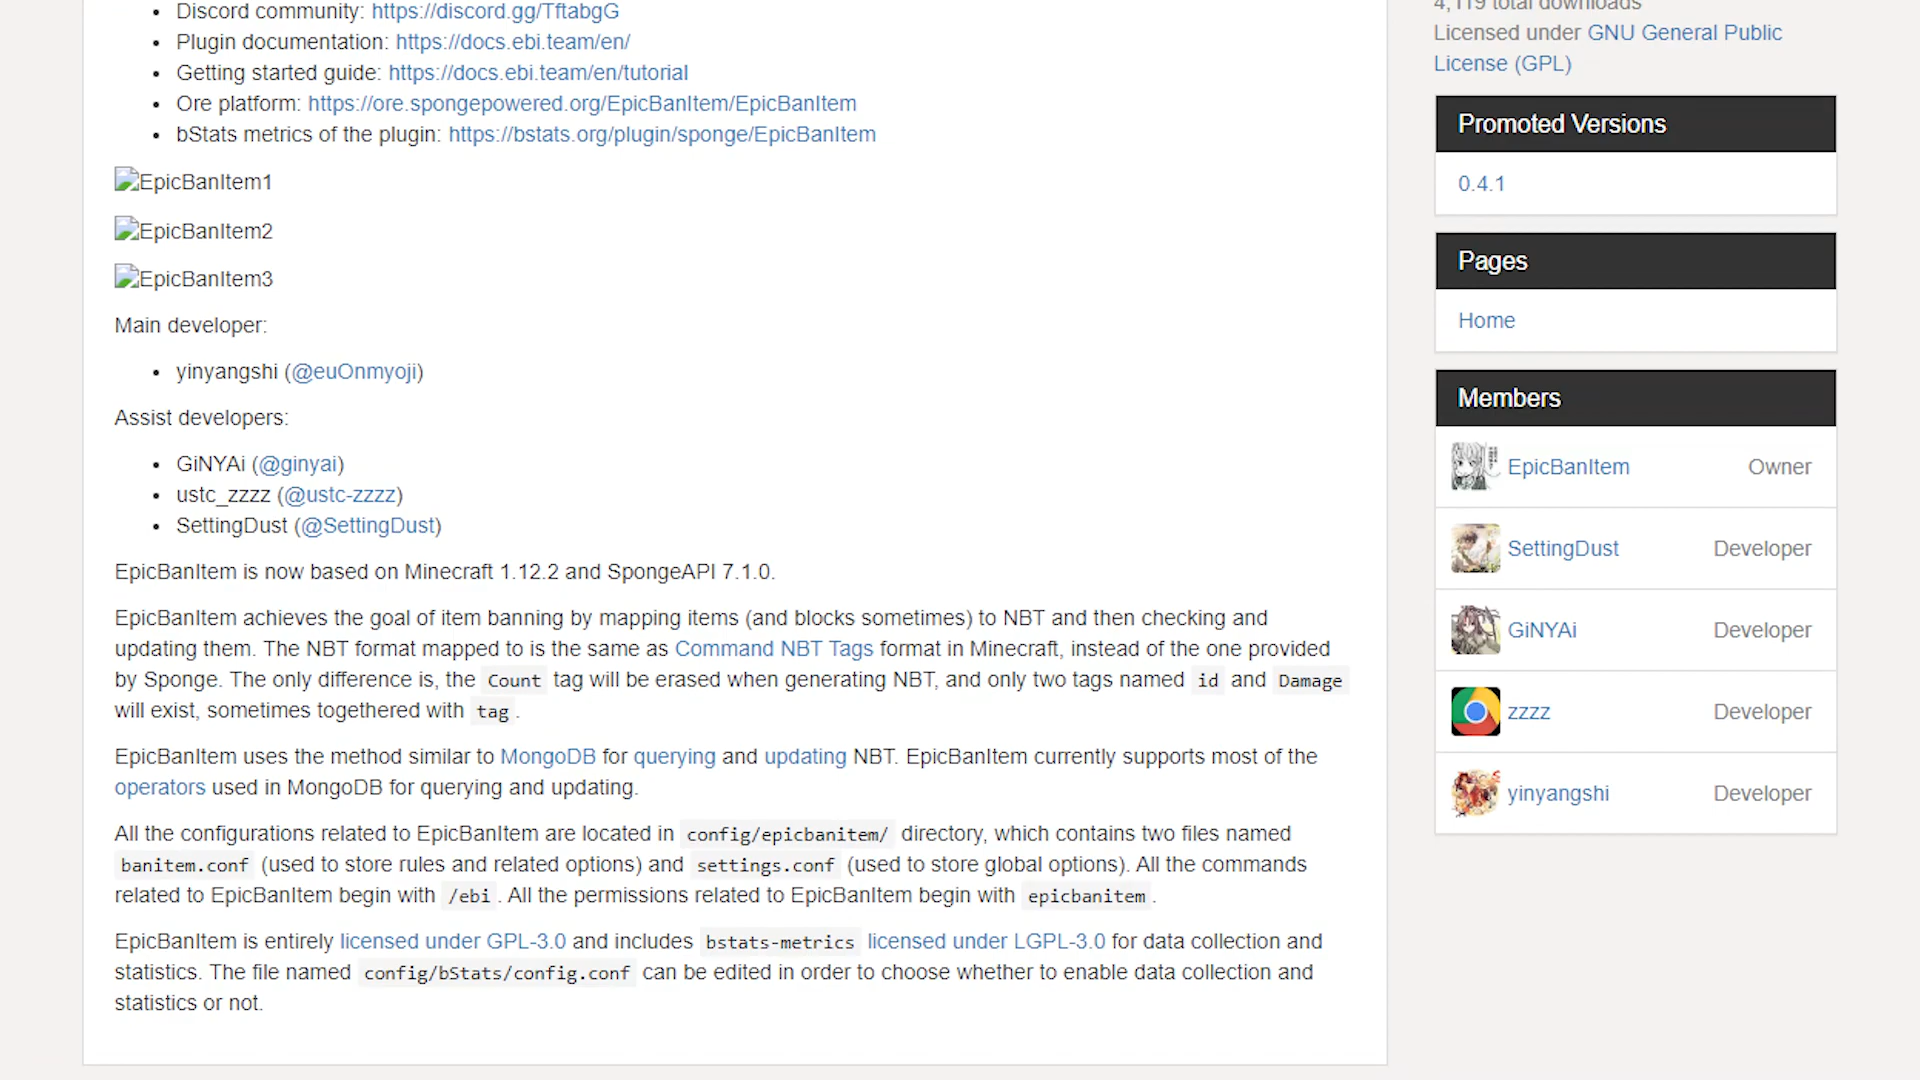 Discord community: https://discord.gg/TftabgG
Plugin documentation: https://docs.ebi.team/en/
Getting started guide: https://docs.ebi.team/en/tutorial
Ore platform: https://ore.spongepowered.org/EpicBanItem/EpicBanItem
bStats metrics of the plugin: https://bstats.org/plugin/sponge/EpicBanItem
EpicBanItem1
EpicBanItem2
EpicBanItem3
Main developer:
yinyangshi (@euOnmyoji)
Assist developers:
GiNYAi (@ginyai)
ustc_zzzz (@ustc-zzzz)
SettingDust (@SettingDust)
EpicBanItem is now based on Minecraft 1.12.2 and SpongeAPI 7.1.0.
EpicBanItem achieves the goal of item banning by mapping items (and blocks sometimes) to NBT and then checking and
updating them. The NBT format mapped to is the same as Command NBT Tags format in Minecraft, instead of the one provided
by Sponge. The only difference is, the Count tag will be erased when generating NBT, and only two tags named id and Damage
will exist, sometimes togethered with tag.
EpicBanItem uses the method similar to MongoDB for querying and updating NBT. EpicBanItem currently supports most of the
operators used in MongoDB for querying and updating.
All the configurations related to EpicBanItem are located in config/epicbanitem/ directory, which contains two files named
banitem.conf (used to store rules and related options) and settings.conf (used to store global options). All the commands
related to EpicBanItem begin with /ebi. All the permissions related to EpicBanItem begin with epicbanitem.
EpicBanItem is entirely licensed under GPL-3.0 and includes bstats-metrics licensed under LGPL-3.0 for data collection and
statistics. The file named config/bStats/config.conf can be edited in order to choose whether to enable data collection and
statistics or not.
4,119 total downloads
Licensed under GNU General Public
License (GPL)
Promoted Versions
0.4.1
Pages
Home
Members
EpicBanItem Owner
SettingDust Developer
GiNYAi Developer
zzzz Developer
yinyangshi Developer